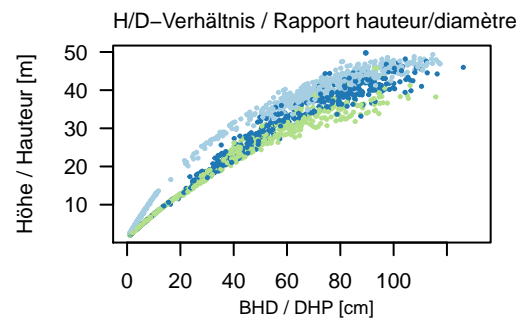 H/D−Verhältnis / Rapport hauteur/diamètre
Höhe / Hauteur [m]
50
40
30
20
10
0 20 40 60 80 100
BHD / DHP [cm]